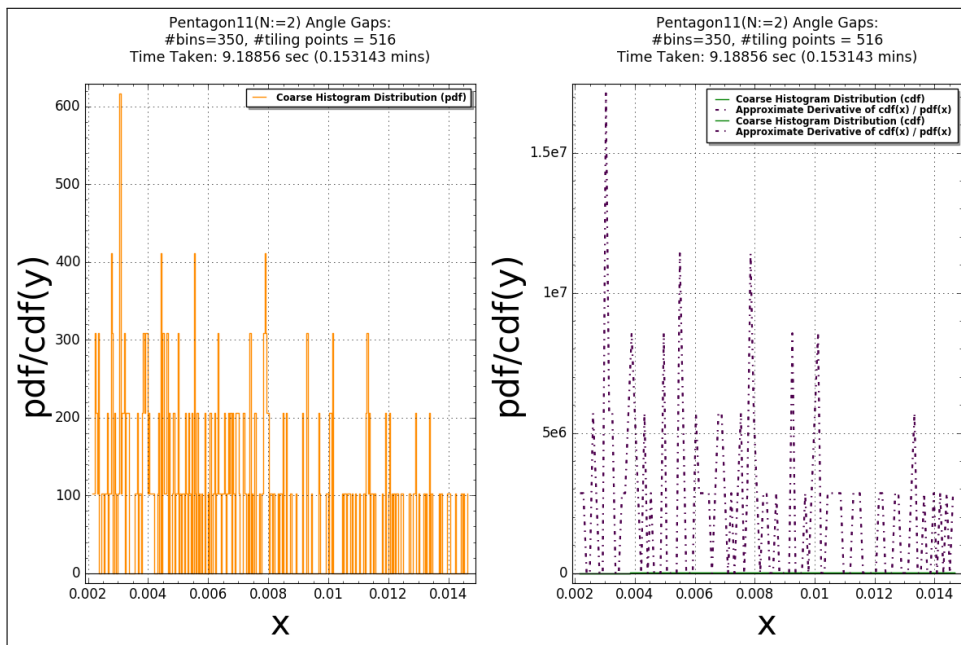 Pentagon11(N:=2) Angle Gaps:
#bins=350, #tiling points = 516
Time Taken: 9.18856 sec (0.153143 mins)
Coarse Histogram Distribution (pdf)
600
500
400
300
200
100
0
pdf/cdf(y)
0.002
0.004
0.006
0.008
0.01
0.012
0.014
x
Pentagon11(N:=2) Angle Gaps:
#bins=350, #tiling points = 516
Time Taken: 9.18856 sec (0.153143 mins)
Coarse Histogram Distribution (cdf)
Approximate Derivative of cdf(x) / pdf(x)
Coarse Histogram Distribution (cdf)
Approximate Derivative of cdf(x) / pdf(x)
1.5e7
1e7
5e6
0
pdf/cdf(y)
0.002
0.004
0.006
0.008
0.01
0.012
0.014
x